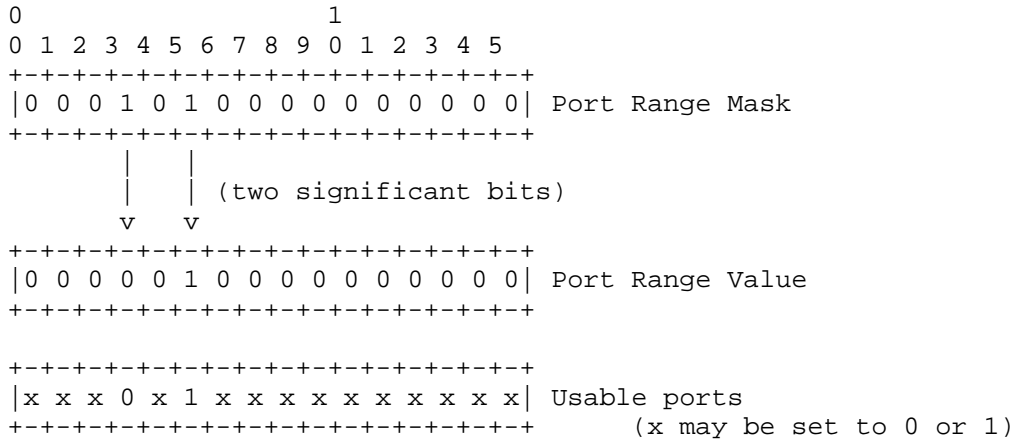 0                   1
0 1 2 3 4 5 6 7 8 9 0 1 2 3 4 5
+-+-+-+-+-+-+-+-+-+-+-+-+-+-+-+-+
|0 0 0 1 0 1 0 0 0 0 0 0 0 0 0 0| Port Range Mask
+-+-+-+-+-+-+-+-+-+-+-+-+-+-+-+-+
       |   |
       |   | (two significant bits)
       v   v
+-+-+-+-+-+-+-+-+-+-+-+-+-+-+-+-+
|0 0 0 0 0 1 0 0 0 0 0 0 0 0 0 0| Port Range Value
+-+-+-+-+-+-+-+-+-+-+-+-+-+-+-+-+
+-+-+-+-+-+-+-+-+-+-+-+-+-+-+-+-+
|x x x 0 x 1 x x x x x x x x x x| Usable ports
+-+-+-+-+-+-+-+-+-+-+-+-+-+-+-+-+      (x may be set to 0 or 1)